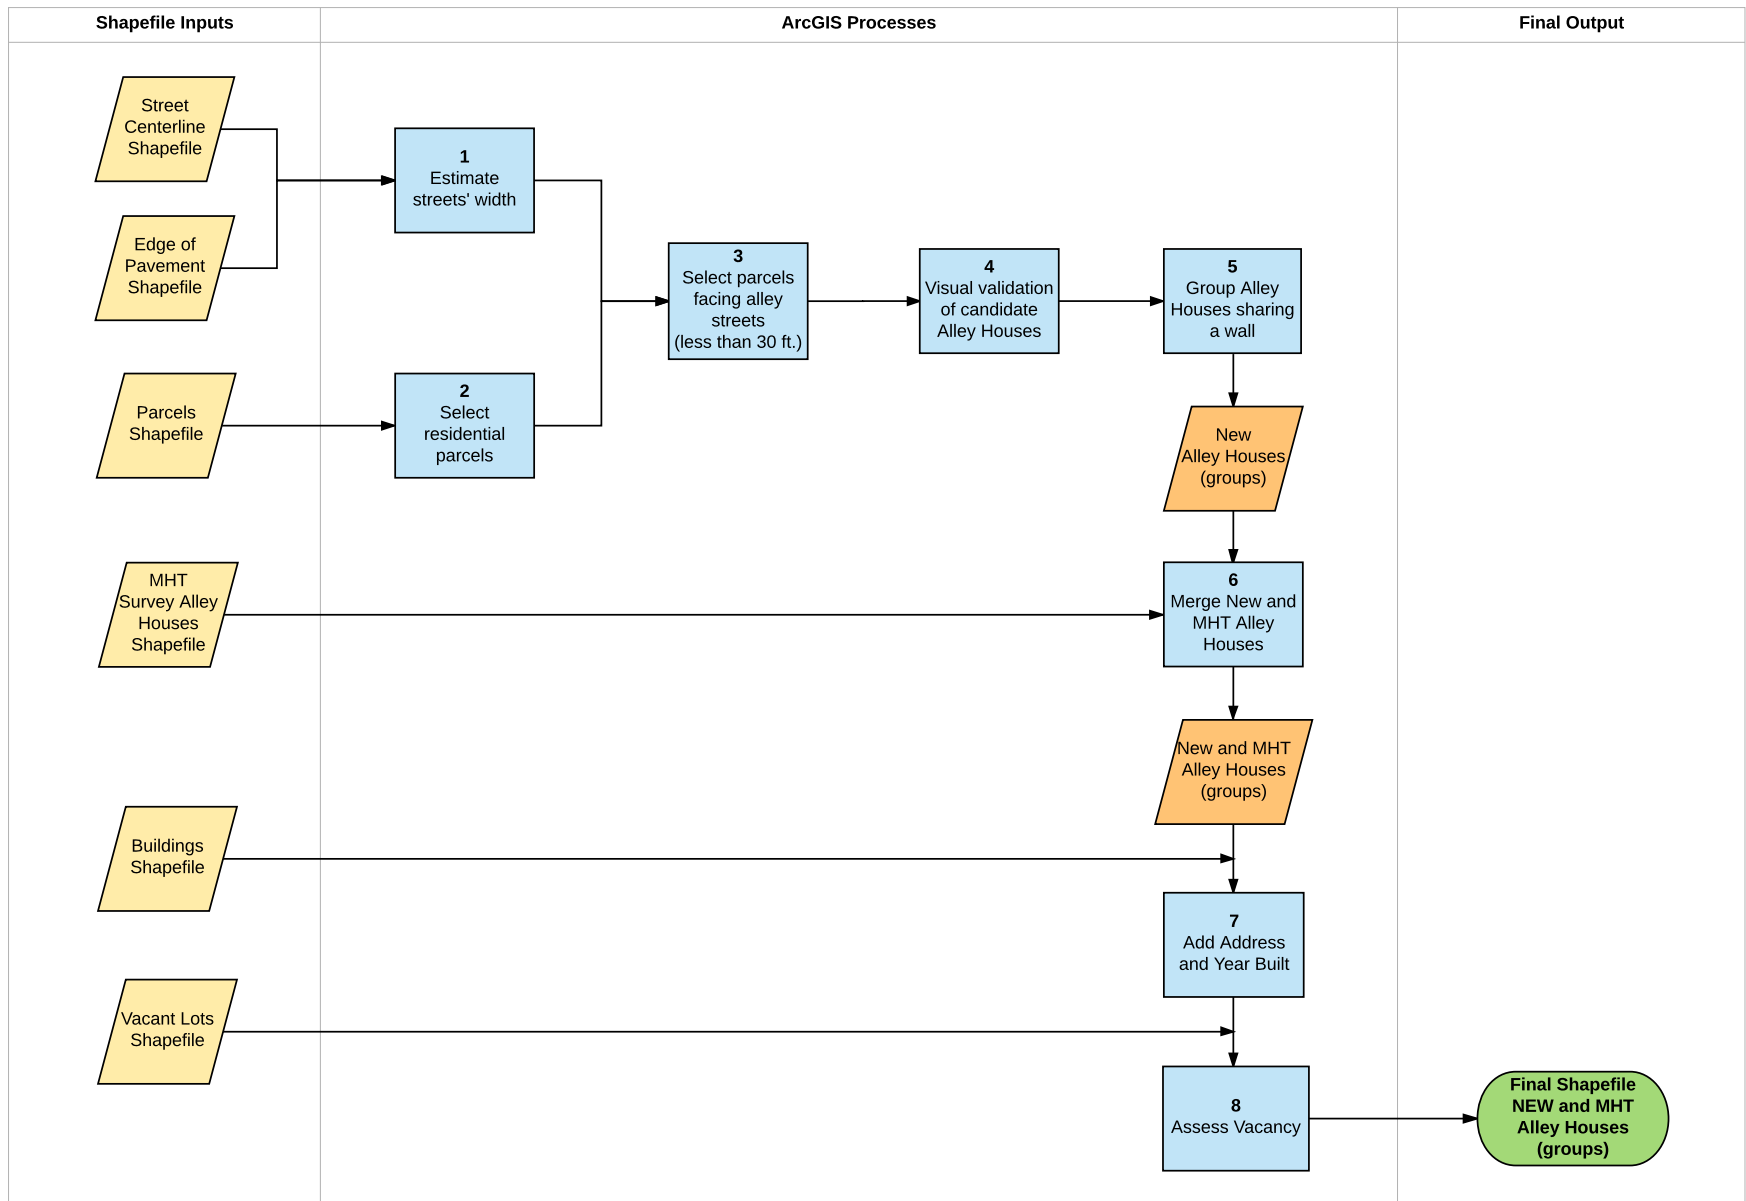 Shapefile Inputs
ArcGIS Processes
Final Output
Street
Centerline
Shapefile
Edge of
Pavement
Shapefile
Parcels
Shapefile
MHT
Survey Alley
Houses
Shapefile
Buildings
Shapefile
Vacant Lots
Shapefile
1
Estimate
streets' width
2
Select
residential
parcels
3
Select parcels
facing alley
streets
(less than 30 ft.)
4
Visual validation
of candidate
Alley Houses
5
Group Alley
Houses sharing
a wall
New
Alley Houses
(groups)
6
Merge New and
MHT Alley
Houses
New and MHT
Alley Houses
(groups)
7
Add Address
and Year Built
8
Assess Vacancy
Final Shapefile
NEW and MHT
Alley Houses
(groups)